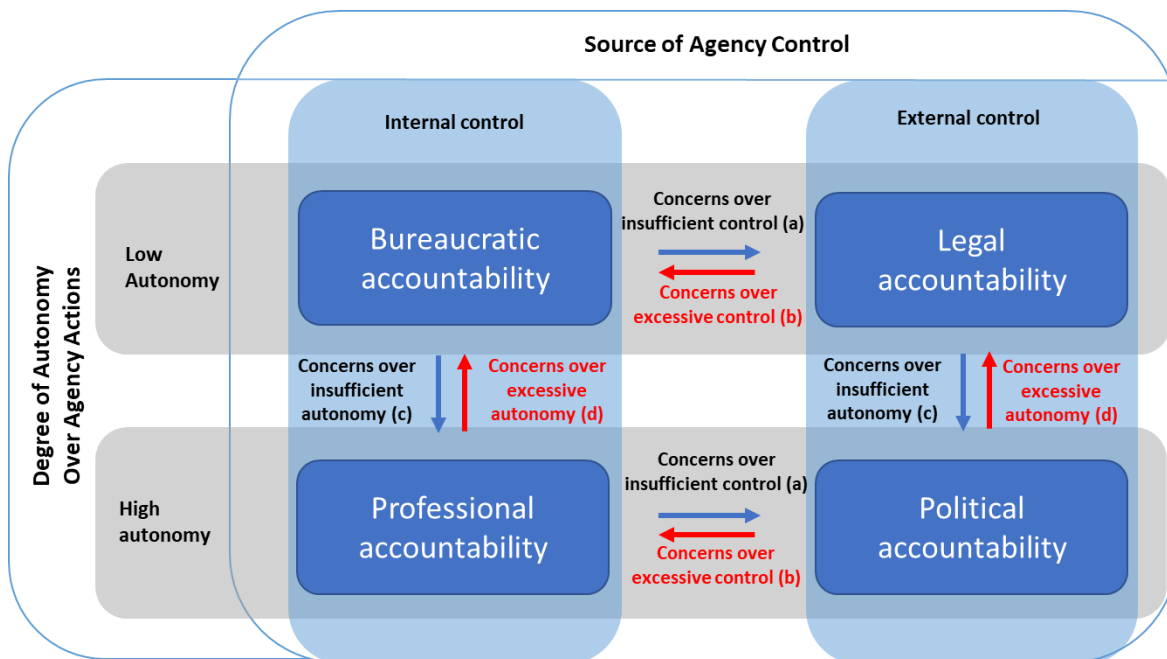 Source of Agency Control
Internal control
External control
Degree of Autonomy
Over Agency Actions
Low
Autonomy
Bureaucratic
accountability
Concerns over
insufficient control (a)
Concerns over
excessive control (b)
Legal
accountability
Concerns over
insufficient
autonomy (c)
Concerns over
excessive
autonomy (d)
Concerns over
insufficient
autonomy (c)
Concerns over
excessive
autonomy (d)
High
autonomy
Professional
accountability
Concerns over
insufficient control (a)
Concerns over
excessive control (b)
Political
accountability